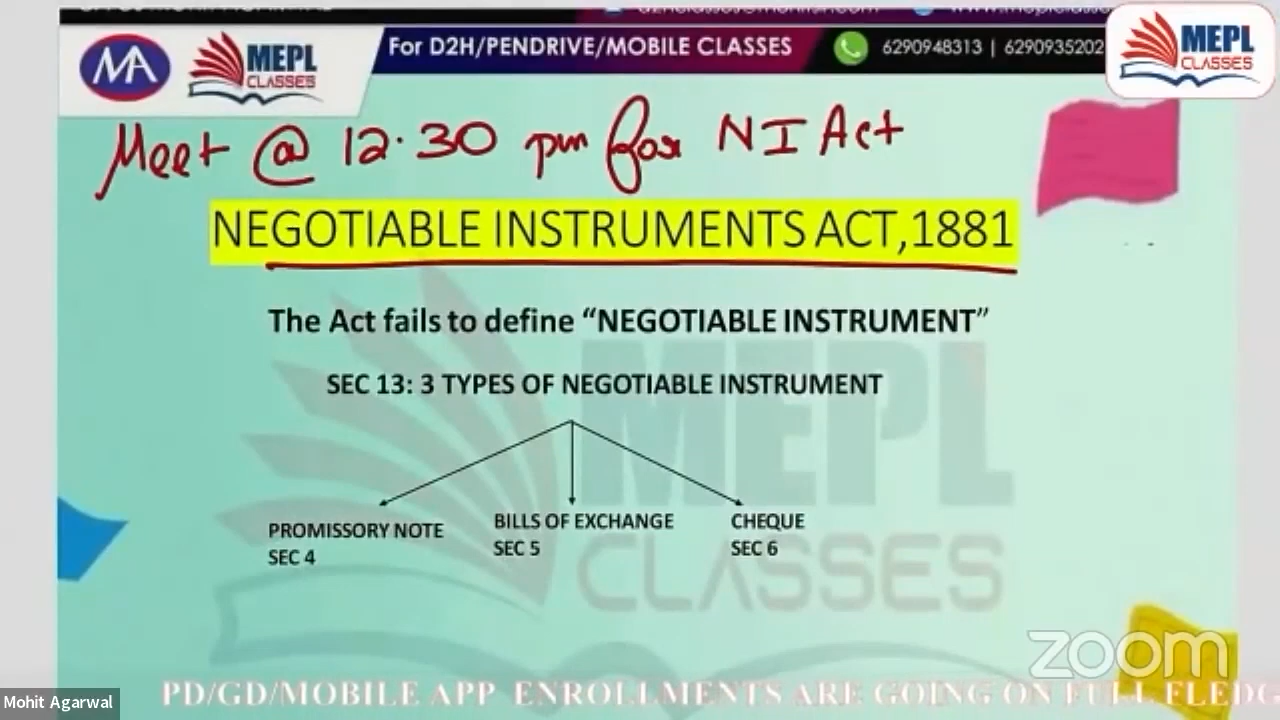 MA
MEPL
CLASSES
For D2H/PENDRIVE/MOBILE CLASSES
6290948313 | 6290935202
MEPL
CLASSES
Meet @ 12.30 pm for NI Act
NEGOTIABLE INSTRUMENTS ACT,1881
The Act fails to define “NEGOTIABLE INSTRUMENT”
SEC 13: 3 TYPES OF NEGOTIABLE INSTRUMENT
PROMISSORY NOTE
SEC 4
BILLS OF EXCHANGE
SEC 5
CHEQUE
SEC 6
MEPL
CLASSES
zoom
Mohit Agarwal
PD/GD/MOBILE APP ENROLLMENTS ARE GOING ON FULL FLEDG